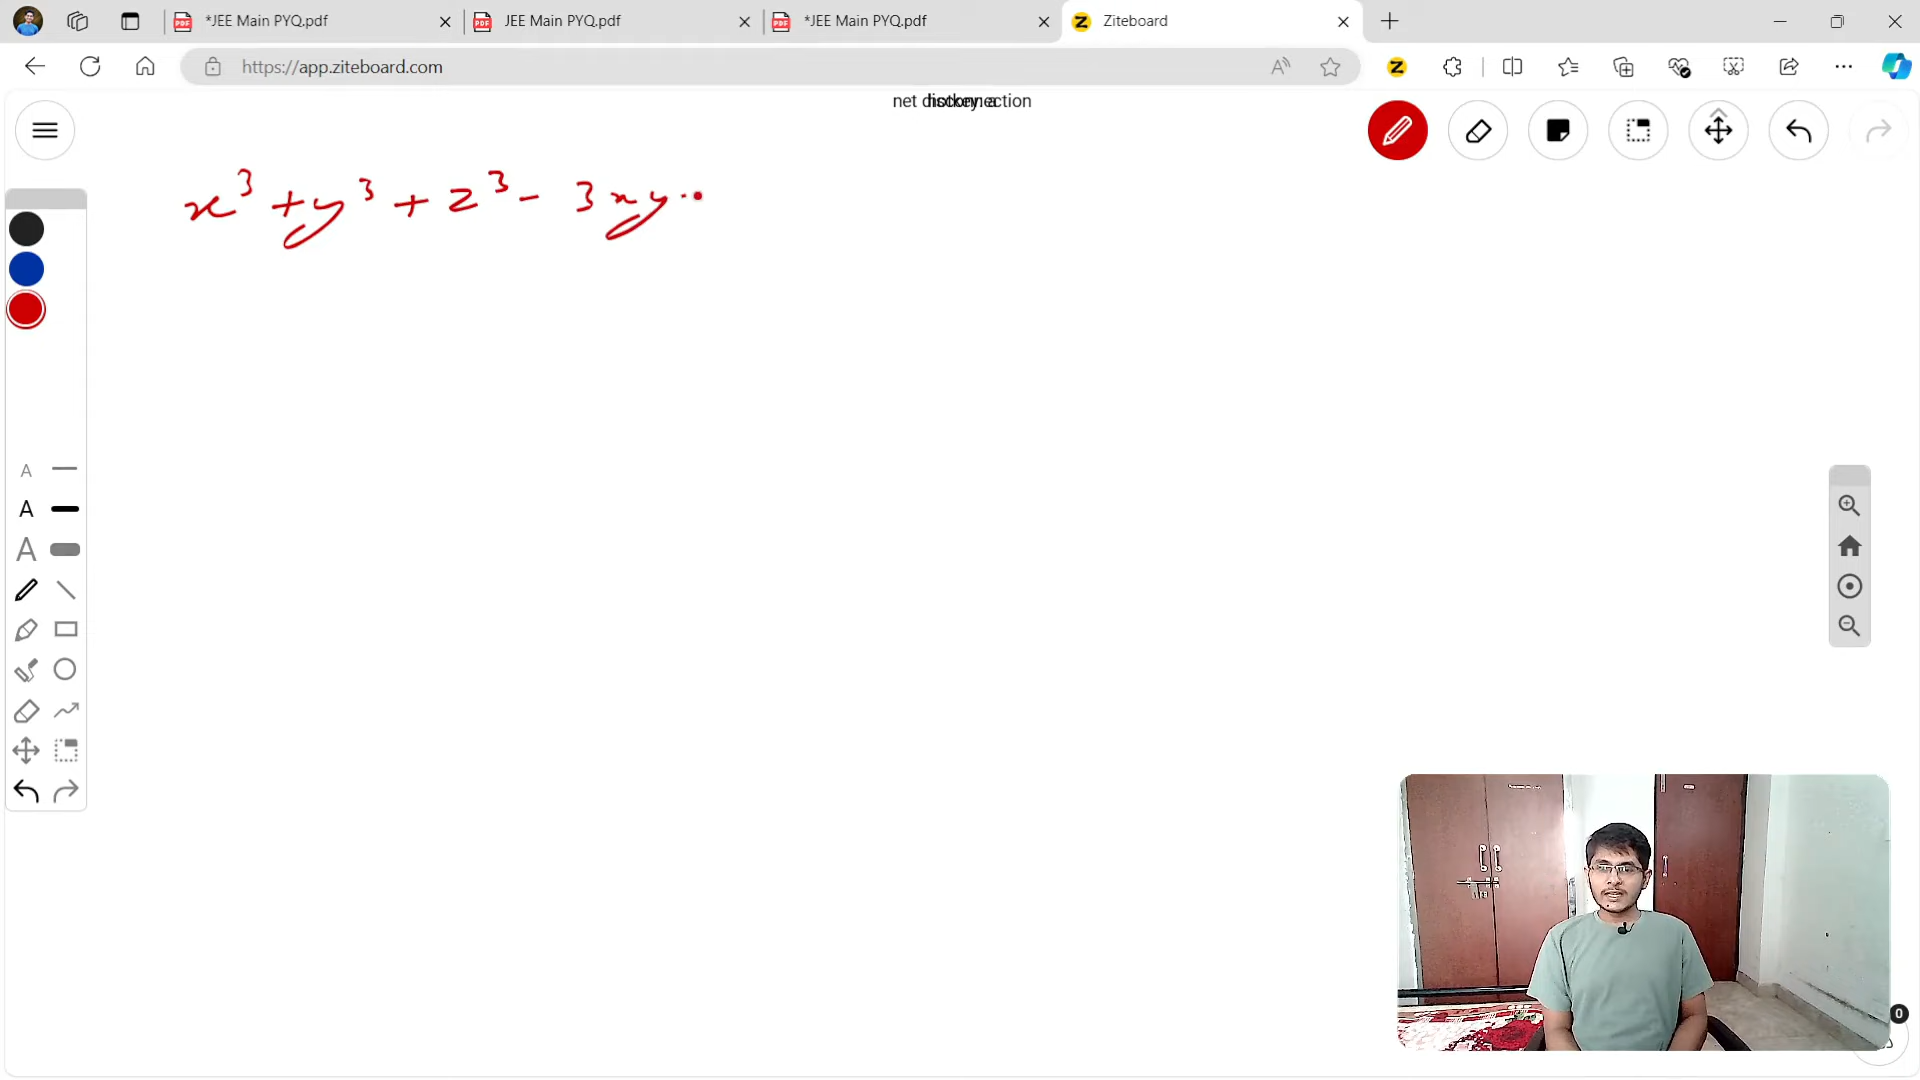 *JEE Main PYQ.pdf
JEE Main PYQ.pdf
*JEE Main PYQ.pdf
Ziteboard
https://app.ziteboard.com
x³ + y³ + z³ - 3xy
A
A
A
0